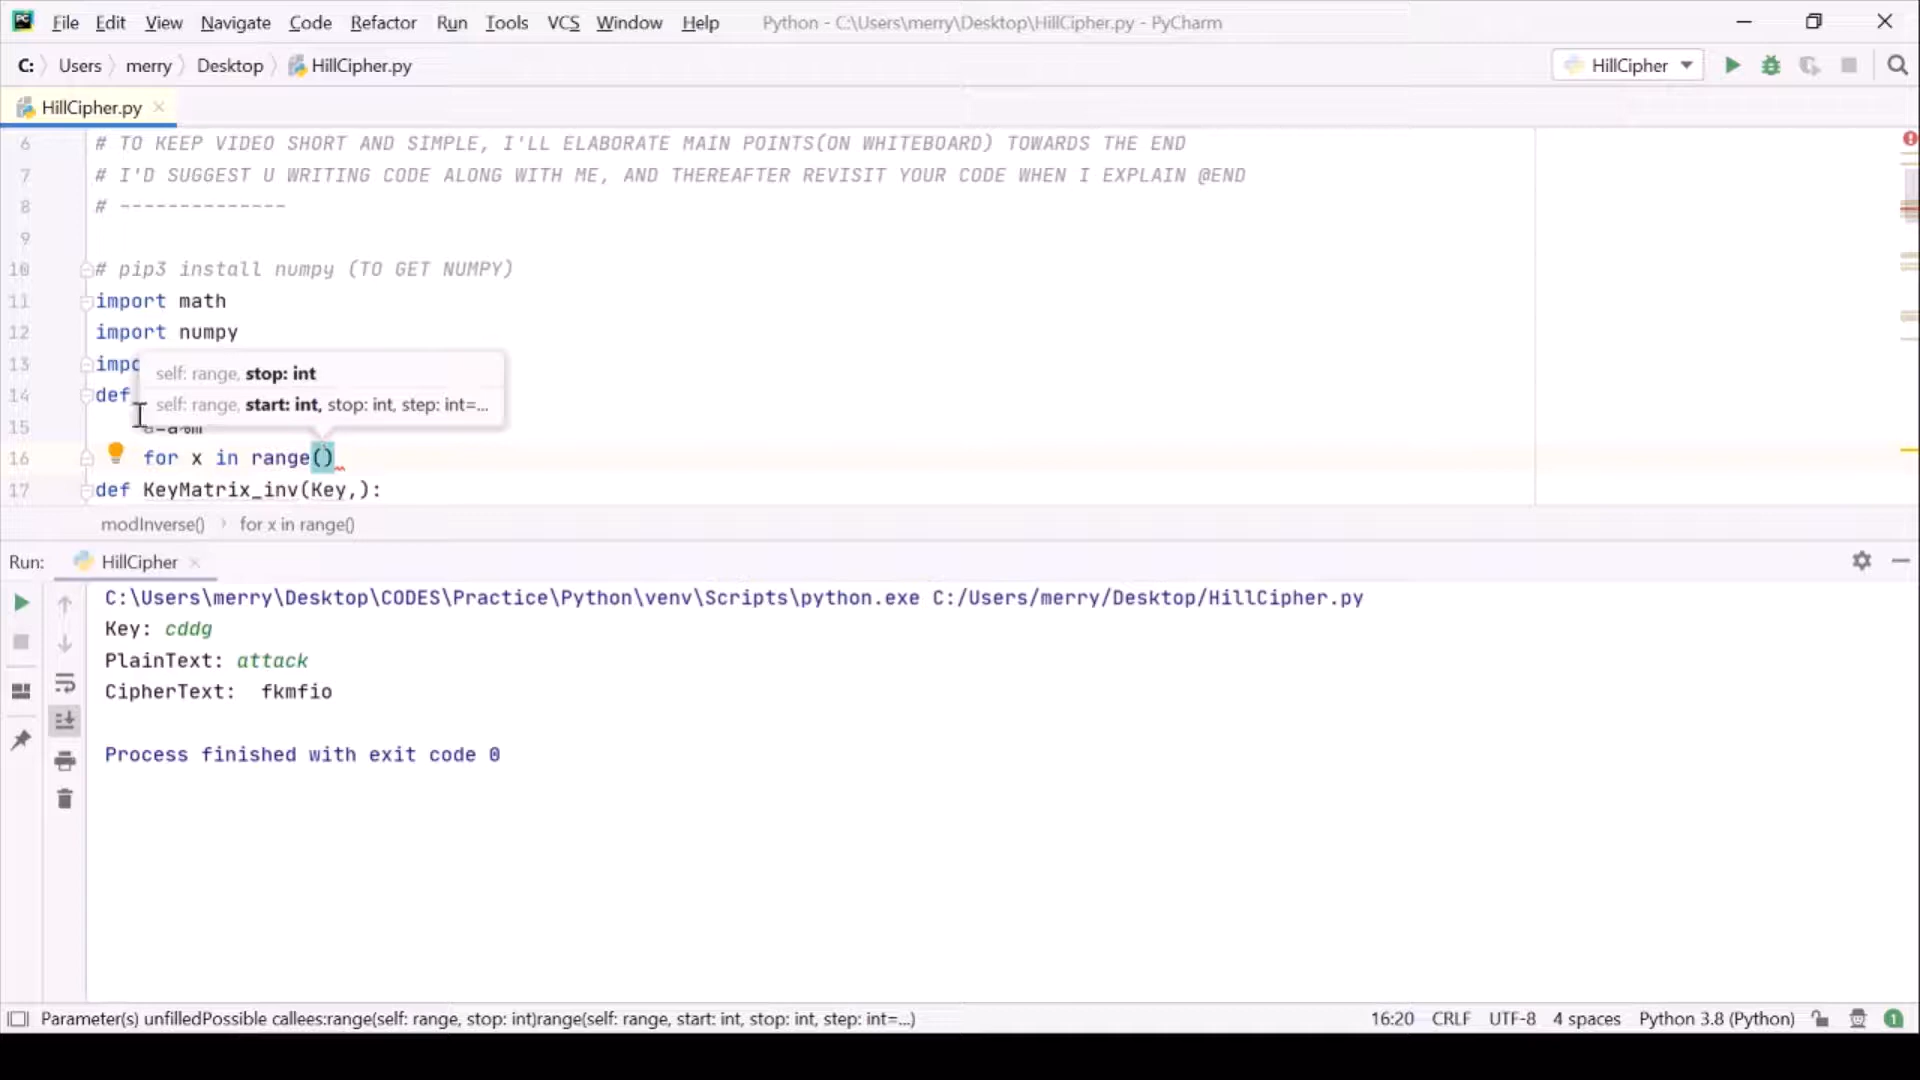 File Edit View Navigate Code Refactor Run Tools VCS Window Help Python - C:\Users\merry\Desktop\HillCipher.py - PyCharm
C: Users merry Desktop HillCipher.py HillCipher
HillCipher.py
6 # TO KEEP VIDEO SHORT AND SIMPLE, I'LL ELABORATE MAIN POINTS(ON WHITEBOARD) TOWARDS THE END
7 # I'D SUGGEST U WRITING CODE ALONG WITH ME, AND THEREAFTER REVISIT YOUR CODE WHEN I EXPLAIN @END
8 # --------------
9
10 # pip3 install numpy (TO GET NUMPY)
11 import math
12 import numpy
13 impo
self: range, stop: int
14 def
self: range, start: int, stop: int, step: int=...
15 a=a%m
16 for x in range()
17 def KeyMatrix_inv(Key,):
modInverse() for x in range()
Run: HillCipher
C:\Users\merry\Desktop\CODES\Practice\Python\venv\Scripts\python.exe C:/Users/merry/Desktop/HillCipher.py
Key: cddg
PlainText: attack
CipherText: fkmfio
Process finished with exit code 0
Parameter(s) unfilledPossible callees:range(self: range, stop: int)range(self: range, start: int, stop: int, step: int=...) 16:20 CRLF UTF-8 4 spaces Python 3.8 (Python) 1